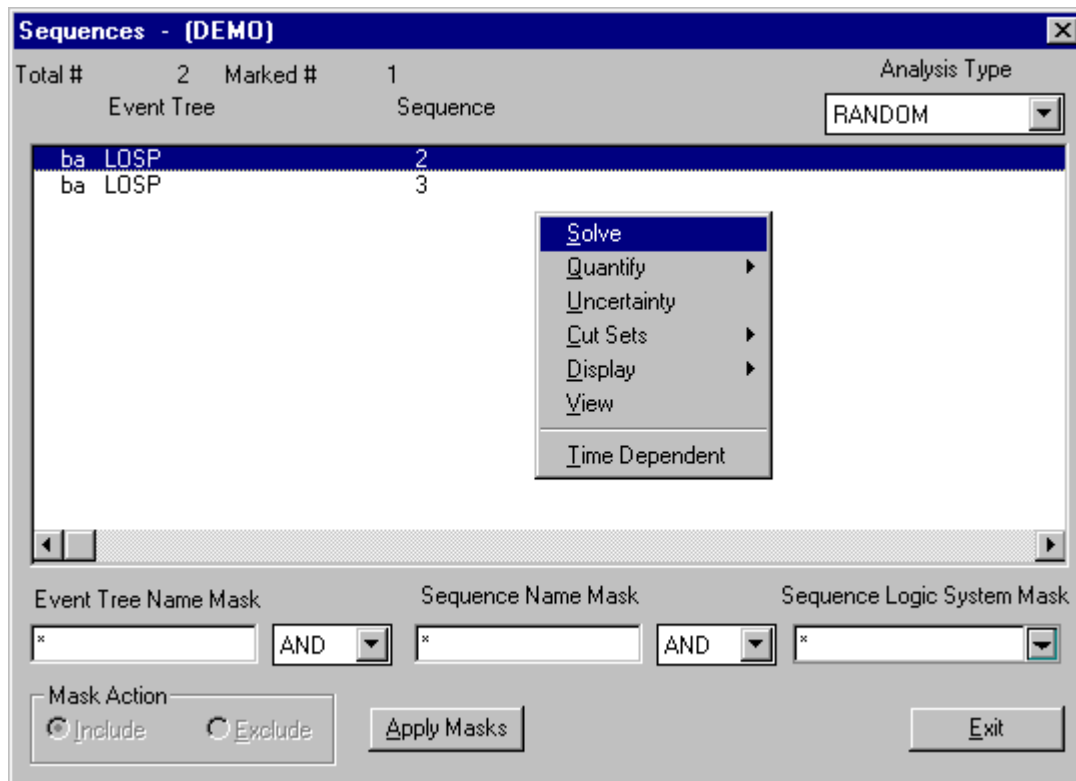 Sequences - (DEMO)
Total # 2 Marked # 1 Analysis Type
Event Tree Sequence
RANDOM
ba LOSP 2
ba LOSP 3
Solve
Quantify
Uncertainty
Cut Sets
Display
View
Time Dependent
Event Tree Name Mask Sequence Name Mask Sequence Logic System Mask
* AND * AND *
Mask Action
Include Exclude Apply Masks Exit